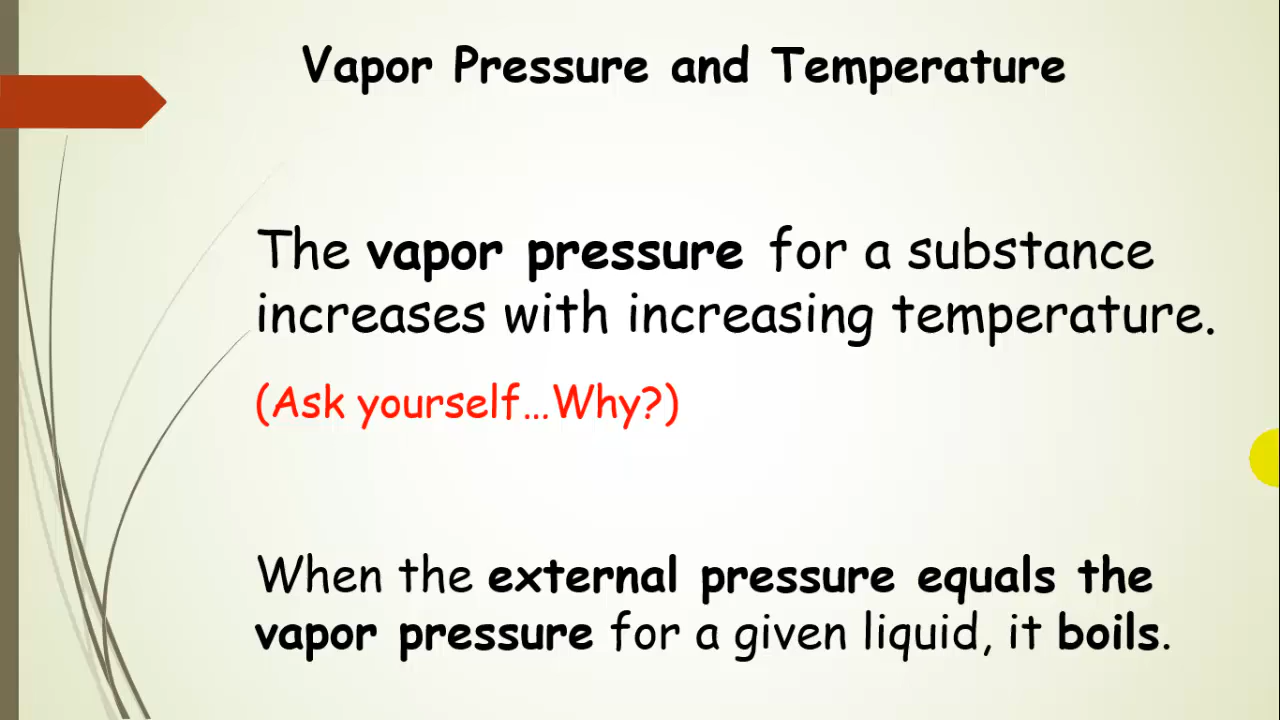 Vapor Pressure and Temperature
The vapor pressure for a substance
increases with increasing temperature.
(Ask yourself...Why?)
When the external pressure equals the
vapor pressure for a given liquid, it boils.